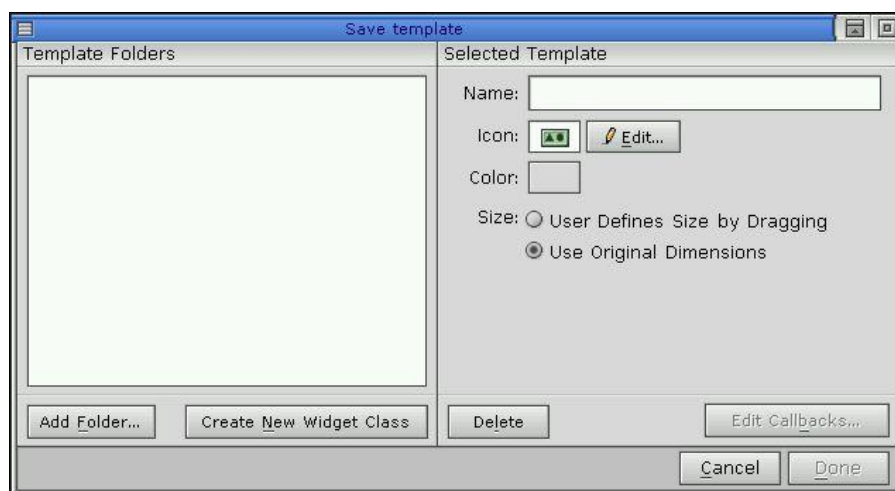 Save template
Template Folders
Selected Template
Name:
Icon:
Edit...
Color:
Size:
User Defines Size by Dragging
Use Original Dimensions
Add Folder...
Create New Widget Class
Delete
Edit Callbacks...
Cancel
Done